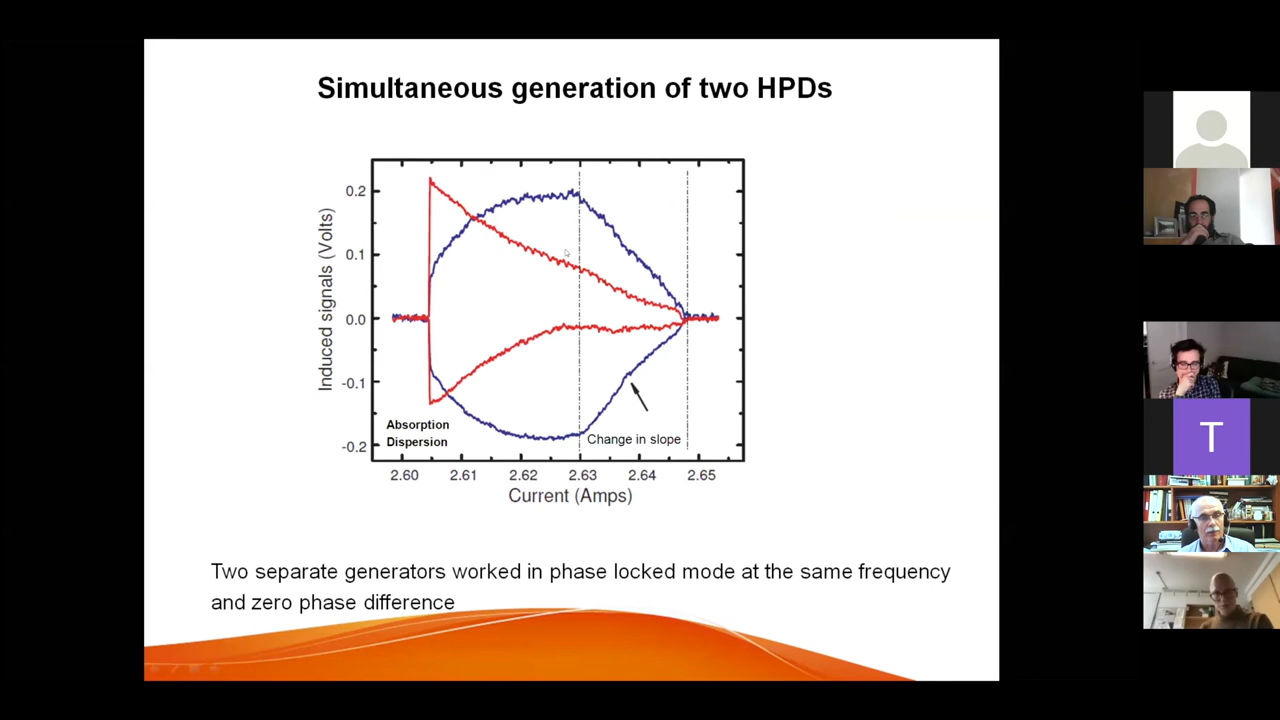 Simultaneous generation of two HPDs
Induced signals (Volts)
0.2
0.1
0.0
-0.1
-0.2
Absorption
Dispersion
Change in slope
2.60 2.61 2.62 2.63 2.64 2.65
Current (Amps)
Two separate generators worked in phase locked mode at the same frequency
and zero phase difference
T